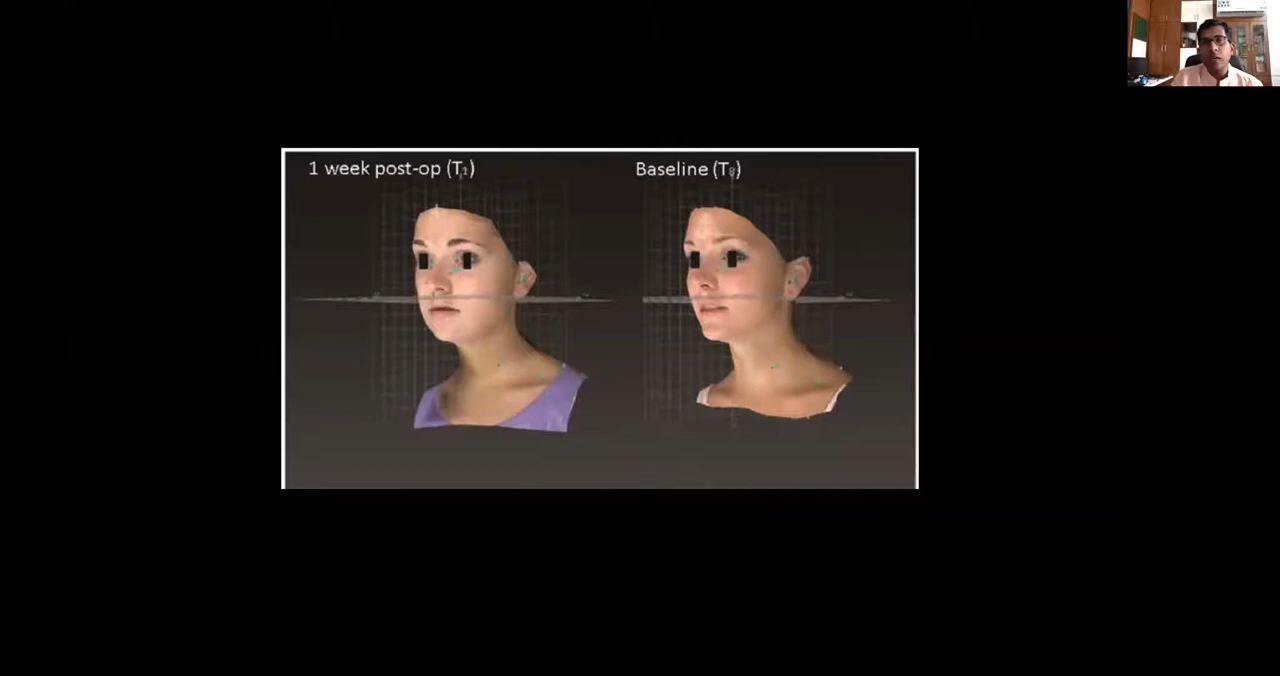 1 week post-op (T₁)
Baseline (T₀)